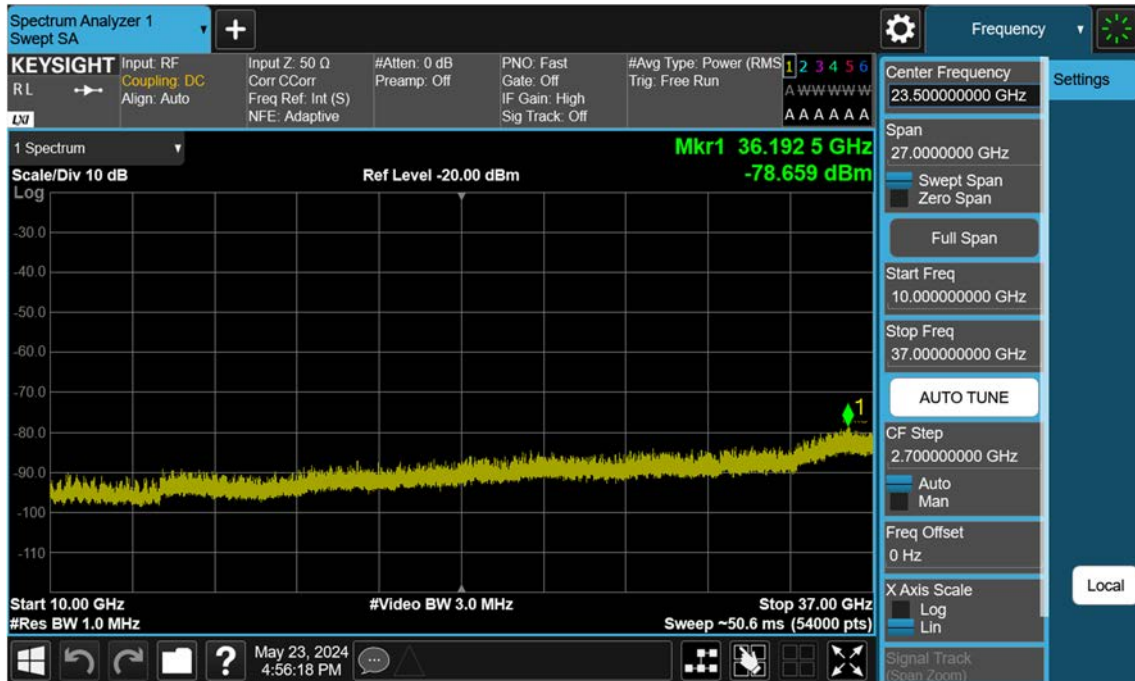 Spectrum Analyzer 1
Swept SA
+
Frequency
KEYSIGHT
R L
LXI
Input: RF
Coupling: DC
Align: Auto
Input Z: 50 Ω
Corr CCorr
Freq Ref: Int (S)
NFE: Adaptive
#Atten: 0 dB
Preamp: Off
PNO: Fast
Gate: Off
IF Gain: High
Sig Track: Off
#Avg Type: Power (RMS
Trig: Free Run
1 2 3 4 5 6
A W W W W W
A A A A A A
1 Spectrum
Scale/Div 10 dB
Ref Level -20.00 dBm
Mkr1 36.192 5 GHz
-78.659 dBm
Log
-30.0
-40.0
-50.0
-60.0
-70.0
-80.0
-90.0
-100
-110
1
Start 10.00 GHz
#Res BW 1.0 MHz
#Video BW 3.0 MHz
Stop 37.00 GHz
Sweep ~50.6 ms (54000 pts)
?
May 23, 2024
4:56:18 PM
Center Frequency
23.500000000 GHz
Span
27.0000000 GHz
Swept Span
Zero Span
Full Span
Start Freq
10.000000000 GHz
Stop Freq
37.000000000 GHz
AUTO TUNE
CF Step
2.700000000 GHz
Auto
Man
Freq Offset
0 Hz
X Axis Scale
Log
Lin
Signal Track
(Span Zoom)
Settings
Local